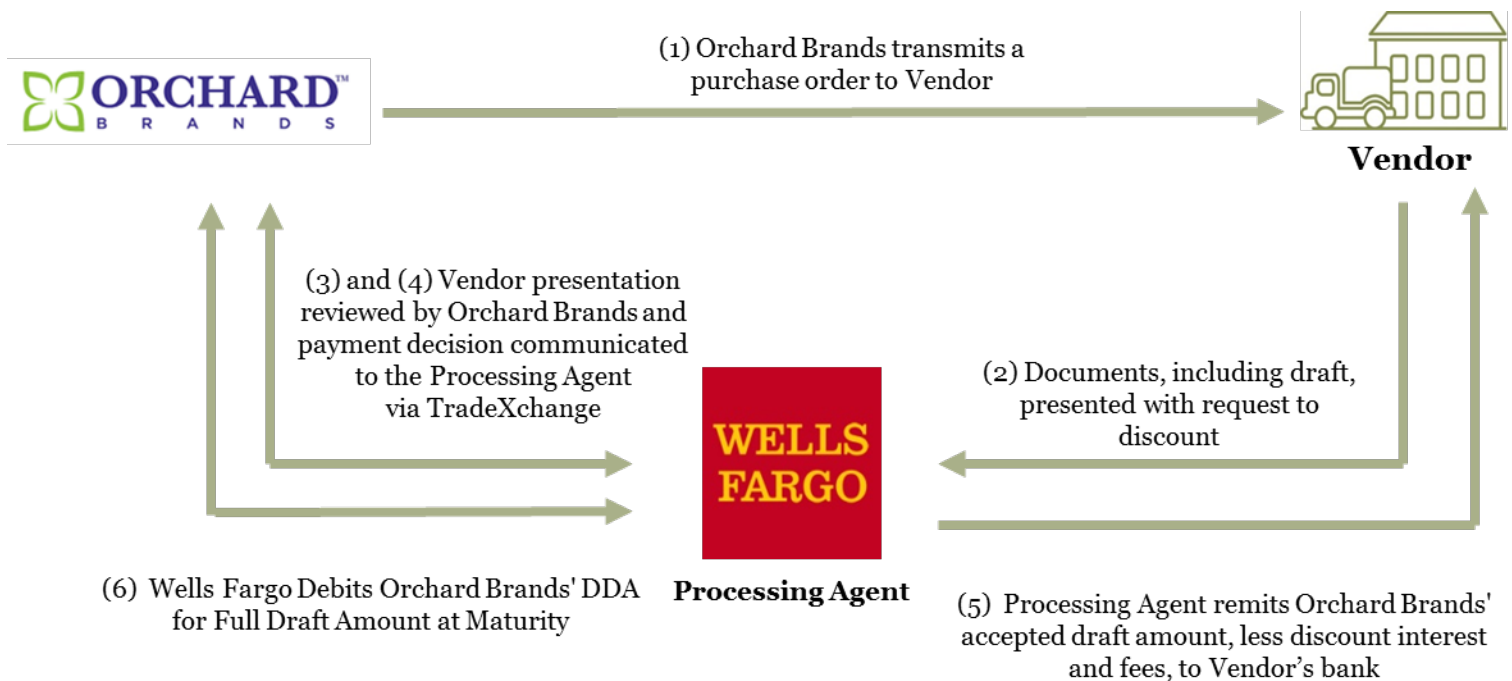 (1) Orchard Brands transmits a
purchase order to Vendor
ORCHARD™
BRANDS
Vendor
(3) and (4) Vendor presentation
reviewed by Orchard Brands and
payment decision communicated
to the Processing Agent
via TradeXchange
(2) Documents, including draft,
presented with request to
discount
WELLS
FARGO
Processing Agent
(6) Wells Fargo Debits Orchard Brands' DDA
for Full Draft Amount at Maturity
(5) Processing Agent remits Orchard Brands'
accepted draft amount, less discount interest
and fees, to Vendor’s bank